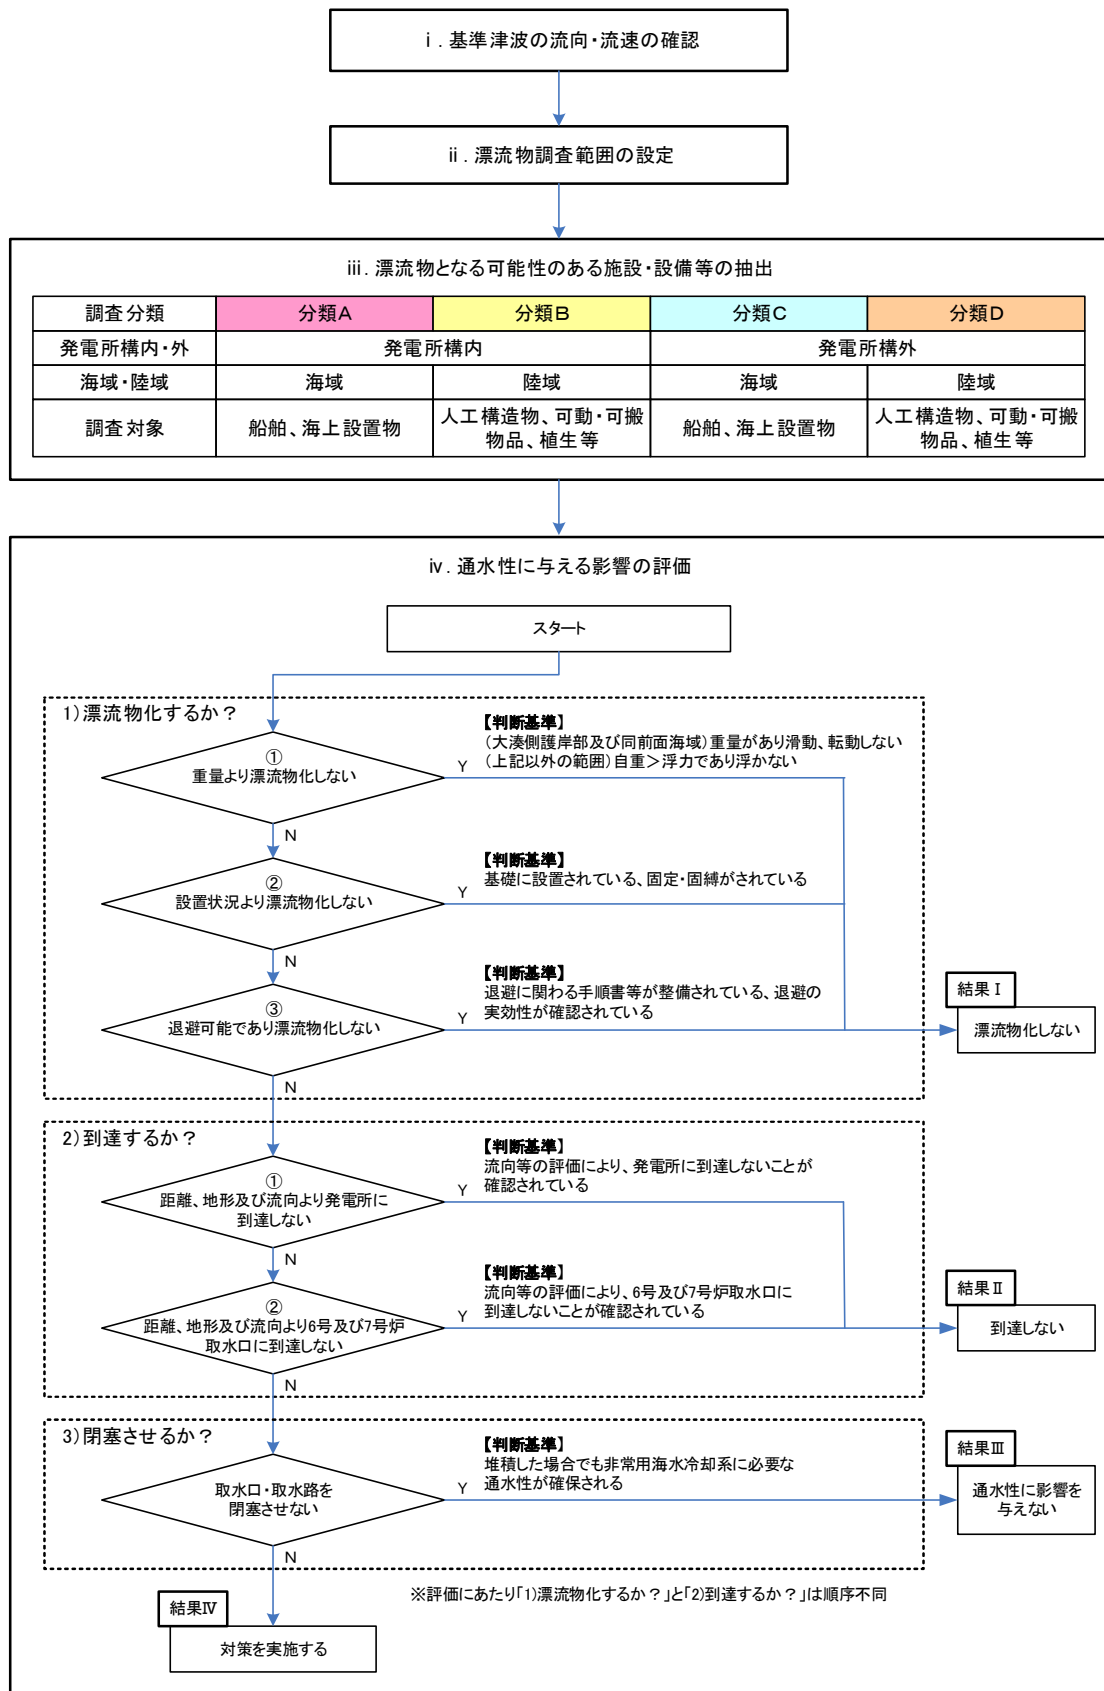 ⅰ. 基準津波の流向・流速の確認
ⅱ. 漂流物調査範囲の設定
ⅲ. 漂流物となる可能性のある施設・設備等の抽出
調査分類 分類A 分類B 分類C 分類D
発電所構内・外 発電所構内 発電所構外
海域・陸域 海域 陸域 海域 陸域
調査対象 船舶、海上設置物 人工構造物、可動・可搬 船舶、海上設置物 人工構造物、可動・可搬
物品、植生等 物品、植生等
ⅳ. 通水性に与える影響の評価
スタート
1)漂流物化するか？
【判断基準】
(大湊側護岸部及び同前面海域)重量があり滑動、転動しない
(上記以外の範囲)自重＞浮力であり浮かない
①
重量より漂流物化しない
Y
N
【判断基準】
基礎に設置されている、固定・固縛がされている
②
設置状況より漂流物化しない
Y
N
【判断基準】
退避に関わる手順書等が整備されている、退避の
実効性が確認されている
③
退避可能であり漂流物化しない
Y
結果Ⅰ
漂流物化しない
N
2)到達するか？
【判断基準】
流向等の評価により、発電所に到達しないことが
確認されている
①
距離、地形及び流向より発電所に
到達しない
Y
N
【判断基準】
流向等の評価により、6号及び7号炉取水口に
到達しないことが確認されている
②
距離、地形及び流向より6号及び7号炉
取水口に到達しない
Y
結果Ⅱ
到達しない
N
3)閉塞させるか？
【判断基準】
堆積した場合でも非常用海水冷却系に必要な
通水性が確保される
取水口・取水路を
閉塞させない
Y
結果Ⅲ
通水性に影響を
与えない
N
※評価にあたり「1)漂流物化するか？」と「2)到達するか？」は順序不同
結果Ⅳ
対策を実施する